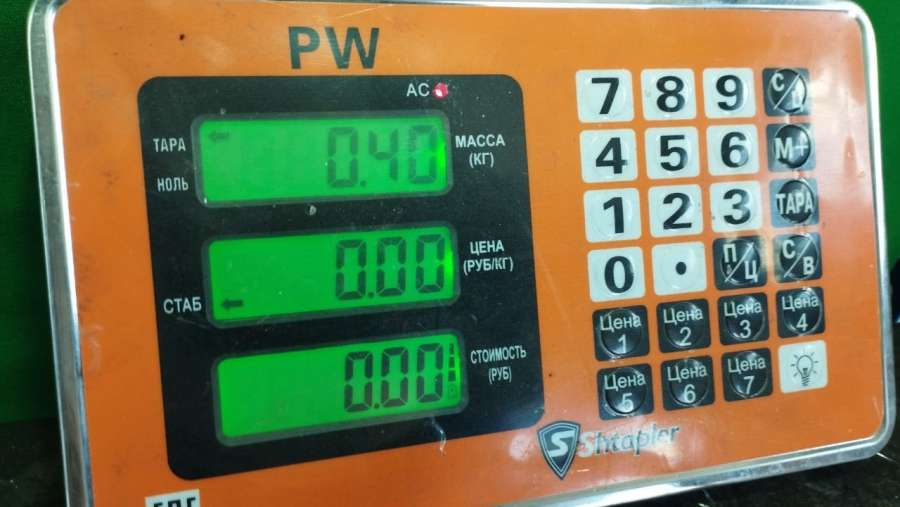 PW
AC
ТАРА
НОЛЬ
0.40
МАССА
(КГ)
СТАБ
0.00
ЦЕНА
(РУБ/КГ)
0.00
СТОИМОСТЬ
(РУБ)
7 8 9 С/Ц
4 5 6 М+
1 2 3 ТАРА
0 . П/Ц С/В
Цена 1 Цена 2 Цена 3 Цена 4
Цена 5 Цена 6 Цена 7
S Shtapler